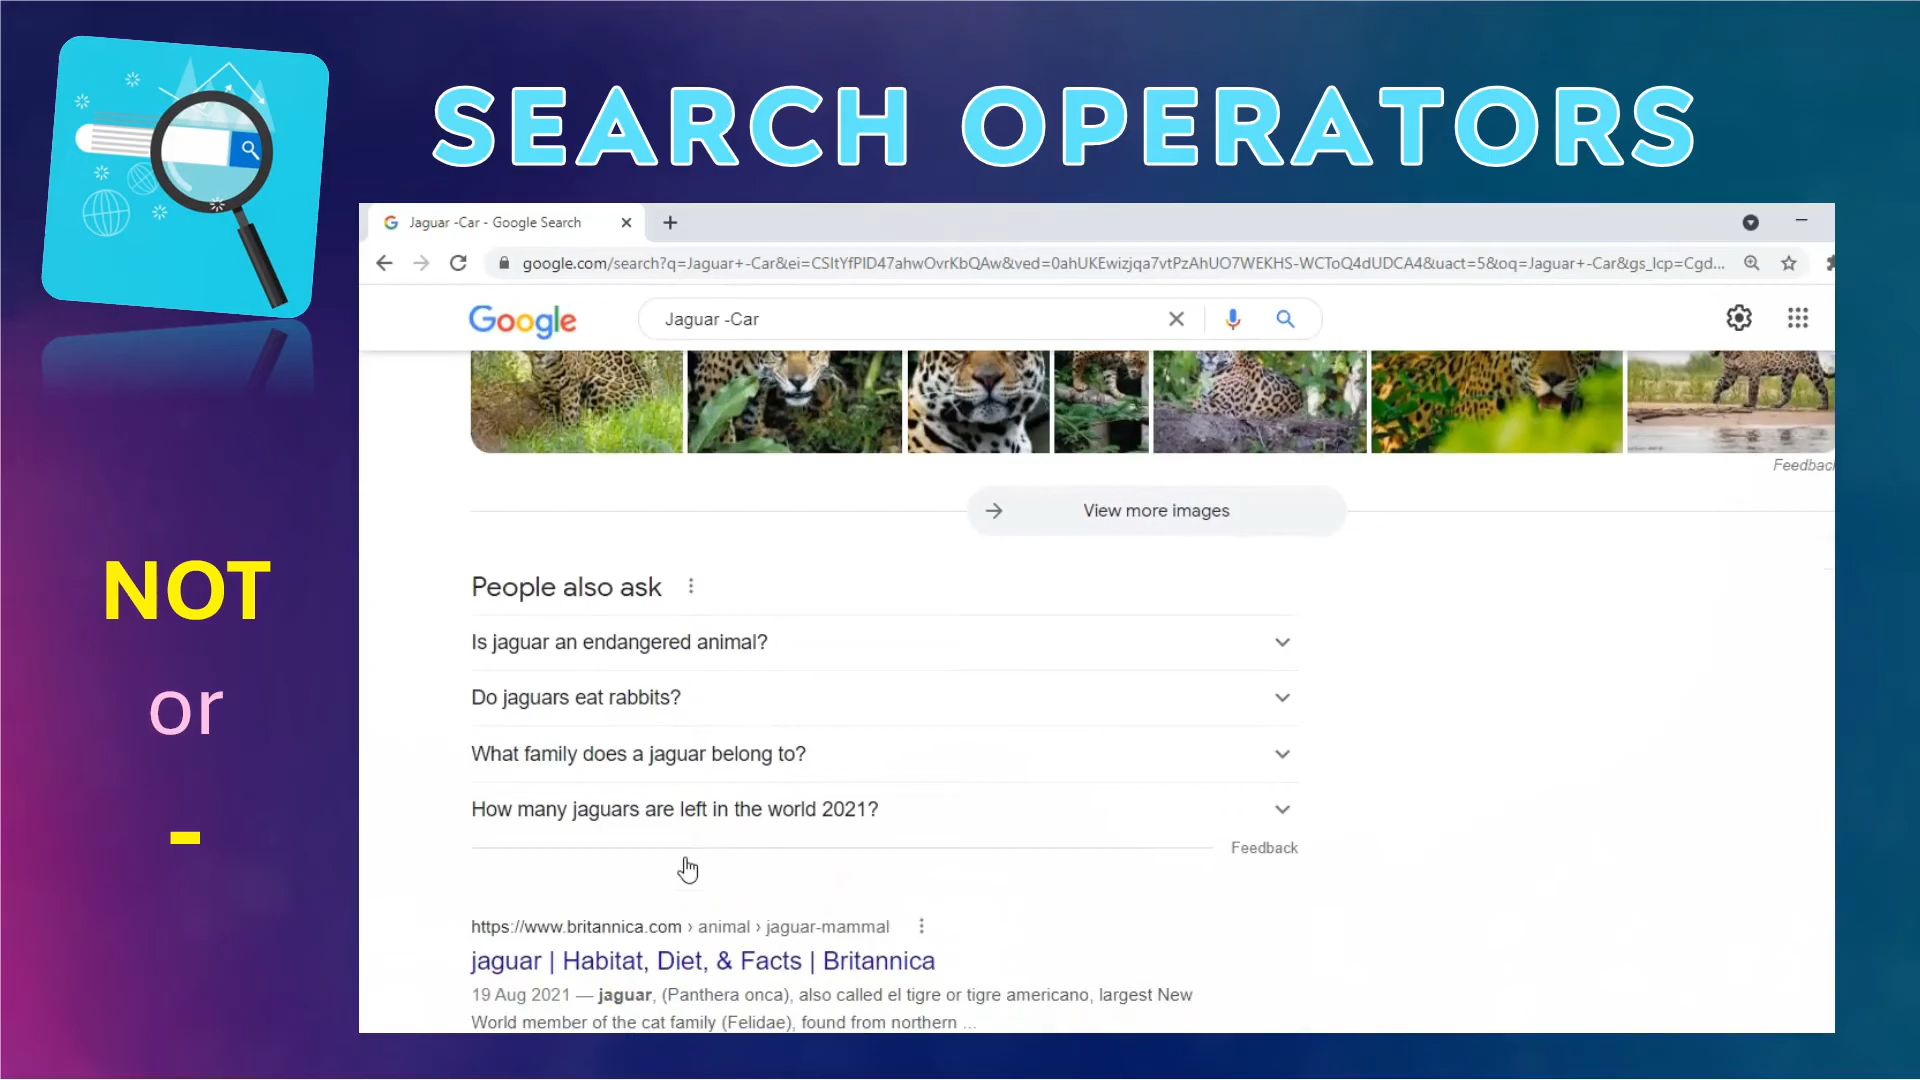 SEARCH OPERATORS
NOT
or
-
Jaguar -Car - Google Search
google.com/search?q=Jaguar+-Car&ei=CSltYfPlD47ahwOvrKbQAw&ved=0ahUKEwizjqa7vtPzAhUO7WEKHS-WCToQ4dUDCA4&uact=5&oq=Jaguar+-Car&gs_lcp=Cgd...
Google
Jaguar -Car
Feedback
View more images
People also ask
Is jaguar an endangered animal?
Do jaguars eat rabbits?
What family does a jaguar belong to?
How many jaguars are left in the world 2021?
Feedback
https://www.britannica.com › animal › jaguar-mammal
jaguar | Habitat, Diet, & Facts | Britannica
19 Aug 2021 — jaguar, (Panthera onca), also called el tigre or tigre americano, largest New
World member of the cat family (Felidae), found from northern ...